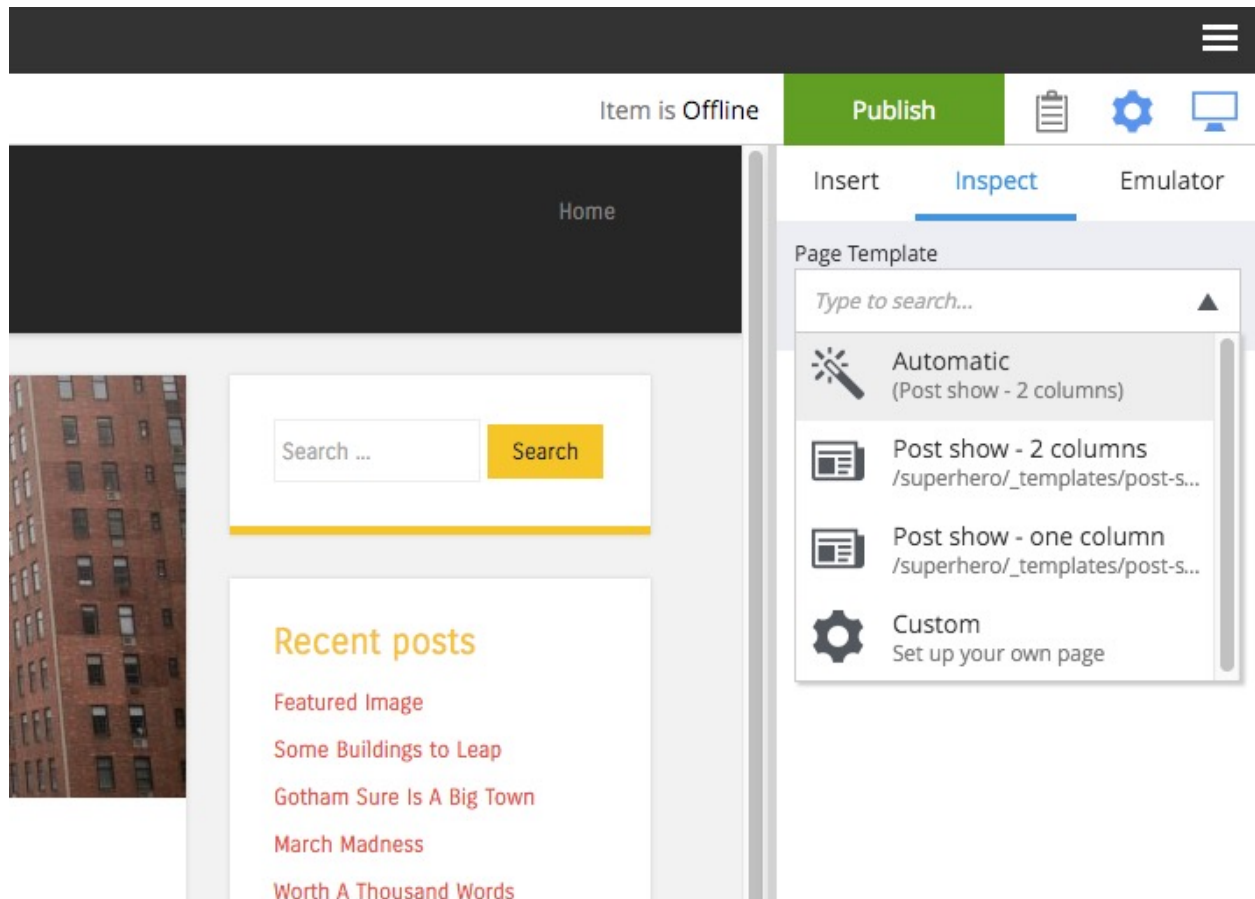 Item is Offline
Publish
Insert
Inspect
Emulator
Home
Page Template
Type to search...
Automatic
(Post show - 2 columns)
Post show - 2 columns
/superhero/_templates/post-s...
Post show - one column
/superhero/_templates/post-s...
Custom
Set up your own page
Search ...
Search
Recent posts
Featured Image
Some Buildings to Leap
Gotham Sure Is A Big Town
March Madness
Worth A Thousand Words